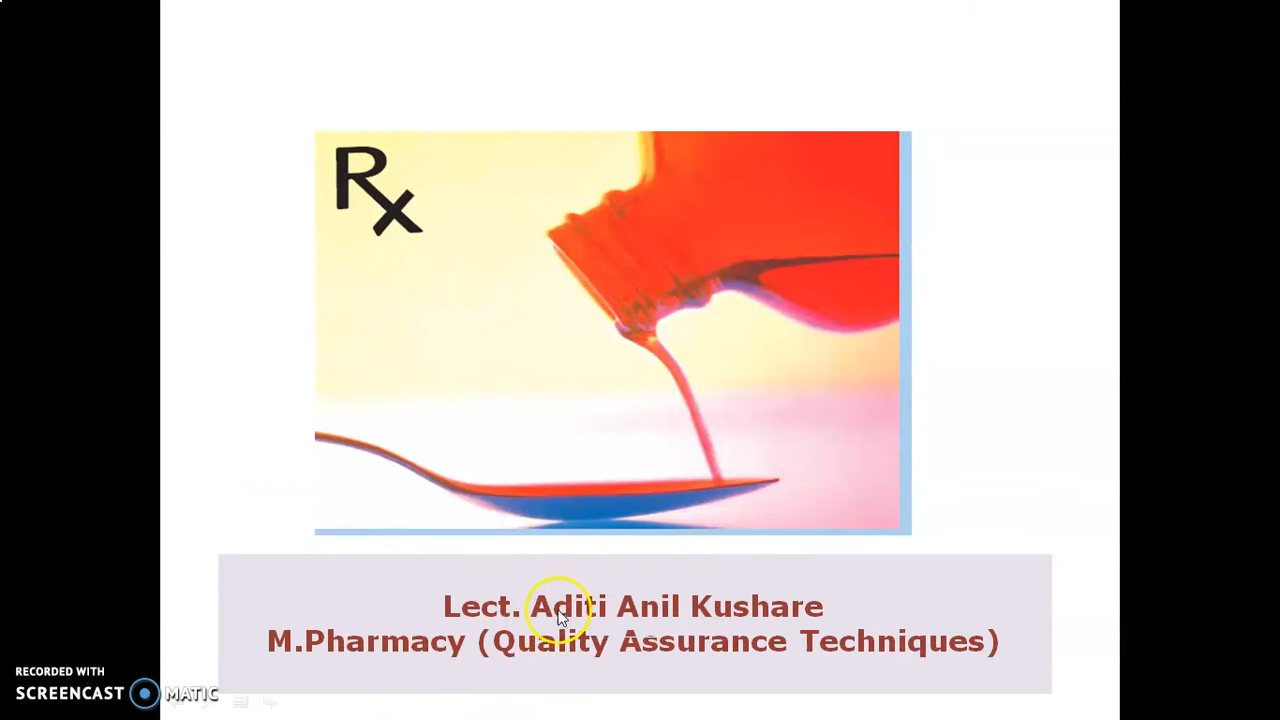 Rx
Lect. Aditi Anil Kushare
M.Pharmacy (Quality Assurance Techniques)
RECORDED WITH
SCREENCAST MATIC